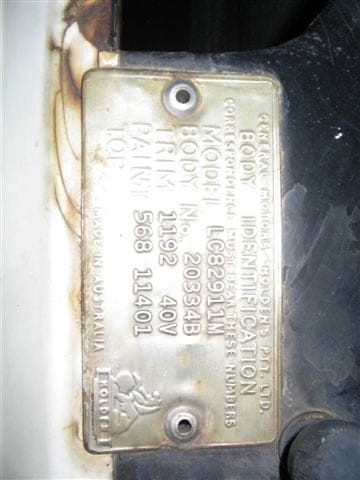 GENERAL MOTORS - HOLDEN'S PTY. LTD.
BODY IDENTIFICATION
CORRESPONDENCE MUST BEAR THESE NUMBERS
MODEL LC82911M
BODY No. 20334B
TRIM 1192 40V
PAINT 568 11401
TOP
MADE IN AUSTRALIA
HOLDEN